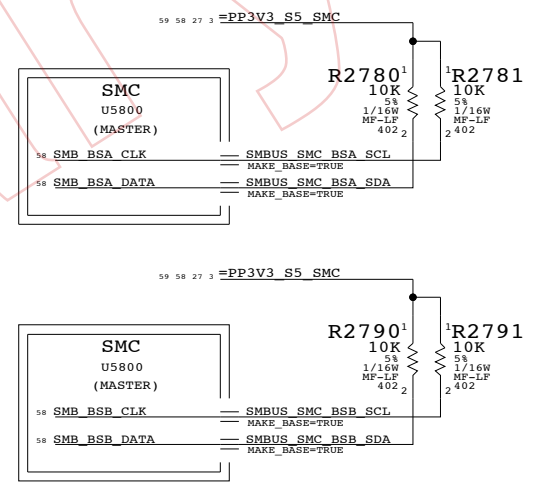 59 58 27 3 =PP3V3_S5_SMC
R2780 1 1 R2781
10K 10K
5% 5%
1/16W 1/16W
MF-LF MF-LF
402 2 2 402
SMC
U5800
(MASTER)
58 SMB_BSA_CLK SMBUS_SMC_BSA_SCL
MAKE_BASE=TRUE
58 SMB_BSA_DATA SMBUS_SMC_BSA_SDA
MAKE_BASE=TRUE
59 58 27 3 =PP3V3_S5_SMC
R2790 1 1 R2791
10K 10K
5% 5%
1/16W 1/16W
MF-LF MF-LF
402 2 2 402
SMC
U5800
(MASTER)
58 SMB_BSB_CLK SMBUS_SMC_BSB_SCL
MAKE_BASE=TRUE
58 SMB_BSB_DATA SMBUS_SMC_BSB_SDA
MAKE_BASE=TRUE